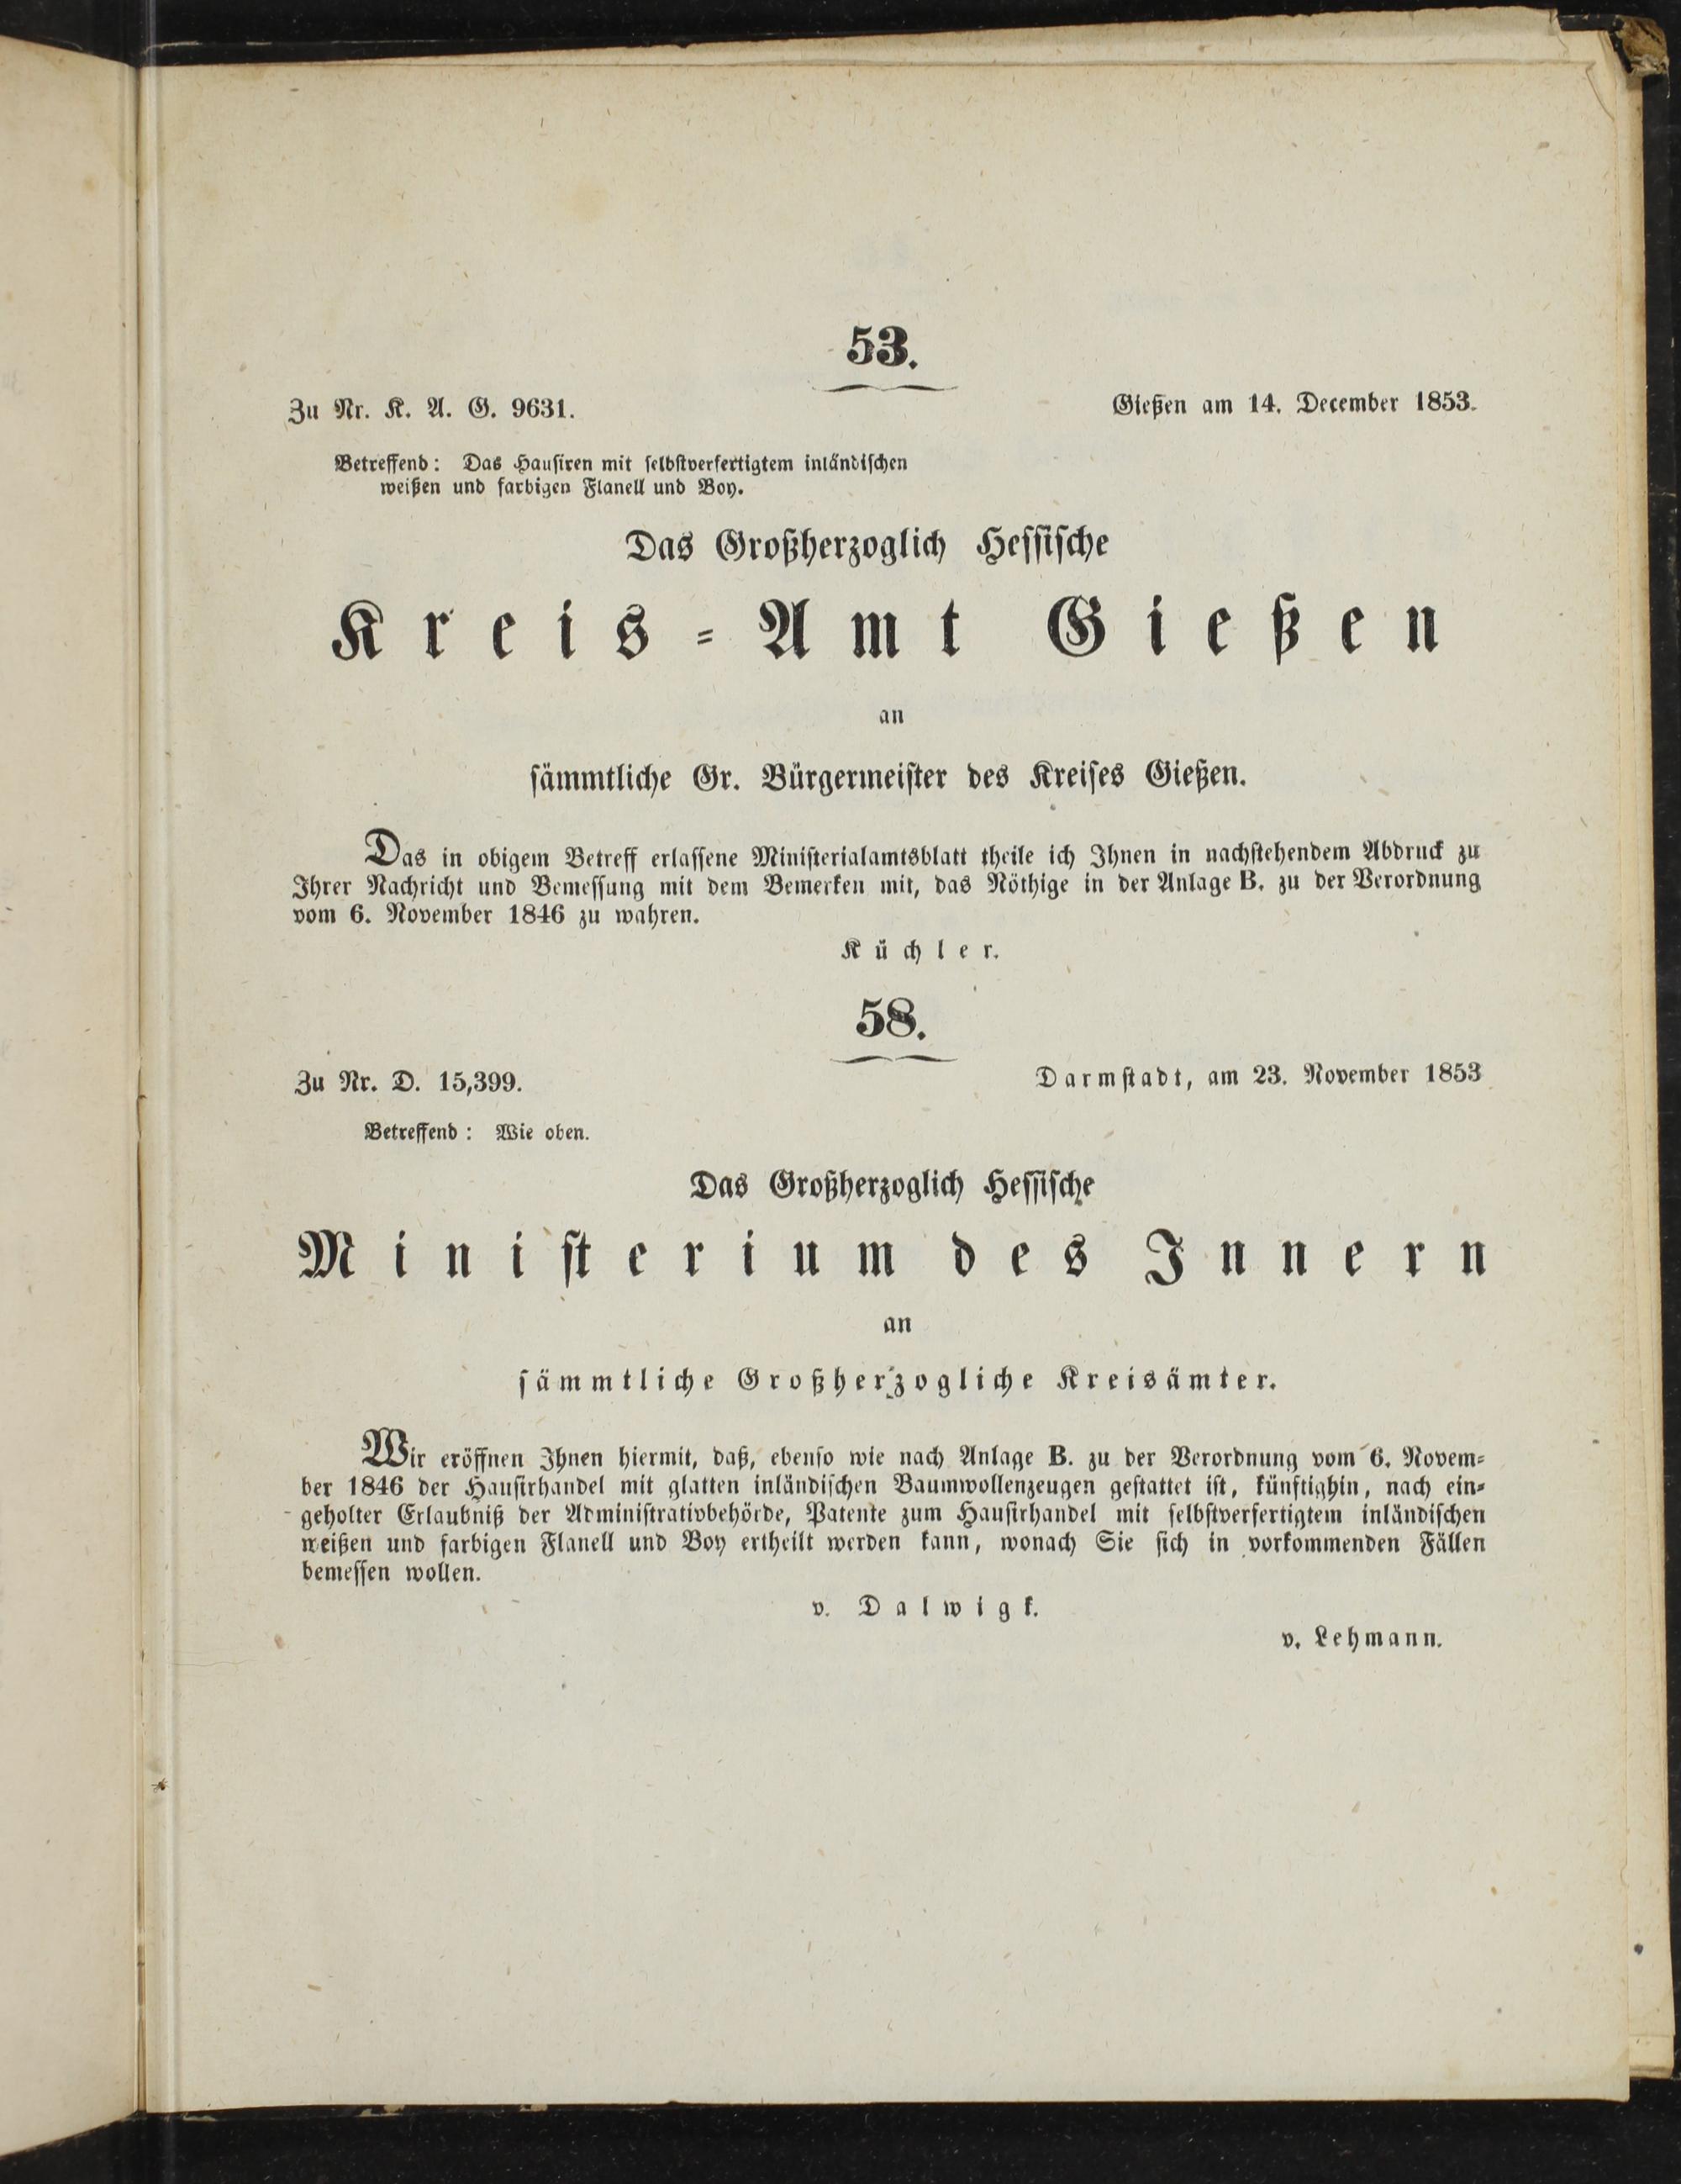 53.
Zu Nr. K. A. G. 9631.
Gießen am 14. December 1853.
Betreffend: Das Hausiren mit selbstverfertigtem inländischen
weißen und farbigen Flanell und Boy.
Das Großherzoglich Hessische
Kreis-Amt Gießen
an
sämmtliche Gr. Bürgermeister des Kreises Gießen.
Das in obigem Betreff erlassene Ministerialamtsblatt theile ich Ihnen in nachstehendem Abdruck zu
Ihrer Nachricht und Bemessung mit dem Bemerken mit, das Nöthige in der Anlage B. zu der Verordnung
vom 6. November 1846 zu wahren.
Küchler.
58.
Zu Nr. D. 15,399.
Darmstadt, am 23. November 1853
Betreffend: Wie oben.
Das Großherzoglich Hessische
Ministerium des Innern
an
sämmtliche Großherzogliche Kreisämter.
Wir eröffnen Ihnen hiermit, daß, ebenso wie nach Anlage B. zu der Verordnung vom 6. Novem-
ber 1846 der Hausirhandel mit glatten inländischen Baumwollenzeugen gestattet ist, künftighin, nach ein-
geholter Erlaubniß der Administrativbehörde, Patente zum Hausirhandel mit selbstverfertigtem inländischen
weißen und farbigen Flanell und Boy ertheilt werden kann, wonach Sie sich in vorkommenden Fällen
bemessen wollen.
v. Dalwigk.
v. Lehmann.